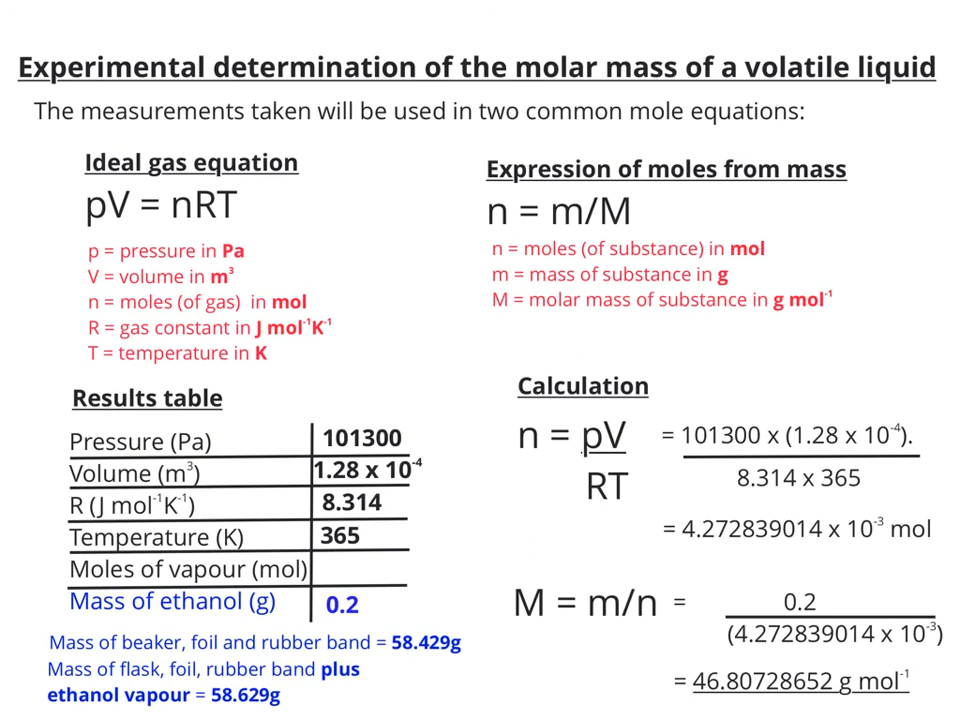 Experimental determination of the molar mass of a volatile liquid
The measurements taken will be used in two common mole equations:
Ideal gas equation
pV = nRT
p = pressure in Pa
V = volume in m³
n = moles (of gas)  in mol
R = gas constant in J mol⁻¹K⁻¹
T = temperature in K
Expression of moles from mass
n = m/M
n = moles (of substance) in mol
m = mass of substance in g
M = molar mass of substance in g mol⁻¹
Results table
Pressure (Pa) 101300
Volume (m³) 1.28 x 10⁻⁴
R (J mol⁻¹K⁻¹) 8.314
Temperature (K) 365
Moles of vapour (mol)
Mass of ethanol (g) 0.2
Mass of beaker, foil and rubber band = 58.429g
Mass of flask, foil, rubber band plus
ethanol vapour = 58.629g
Calculation
n = pV = 101300 x (1.28 x 10⁻⁴).
RT 8.314 x 365
= 4.272839014 x 10⁻³ mol
M = m/n = 0.2
(4.272839014 x 10⁻³)
= 46.80728652 g mol⁻¹